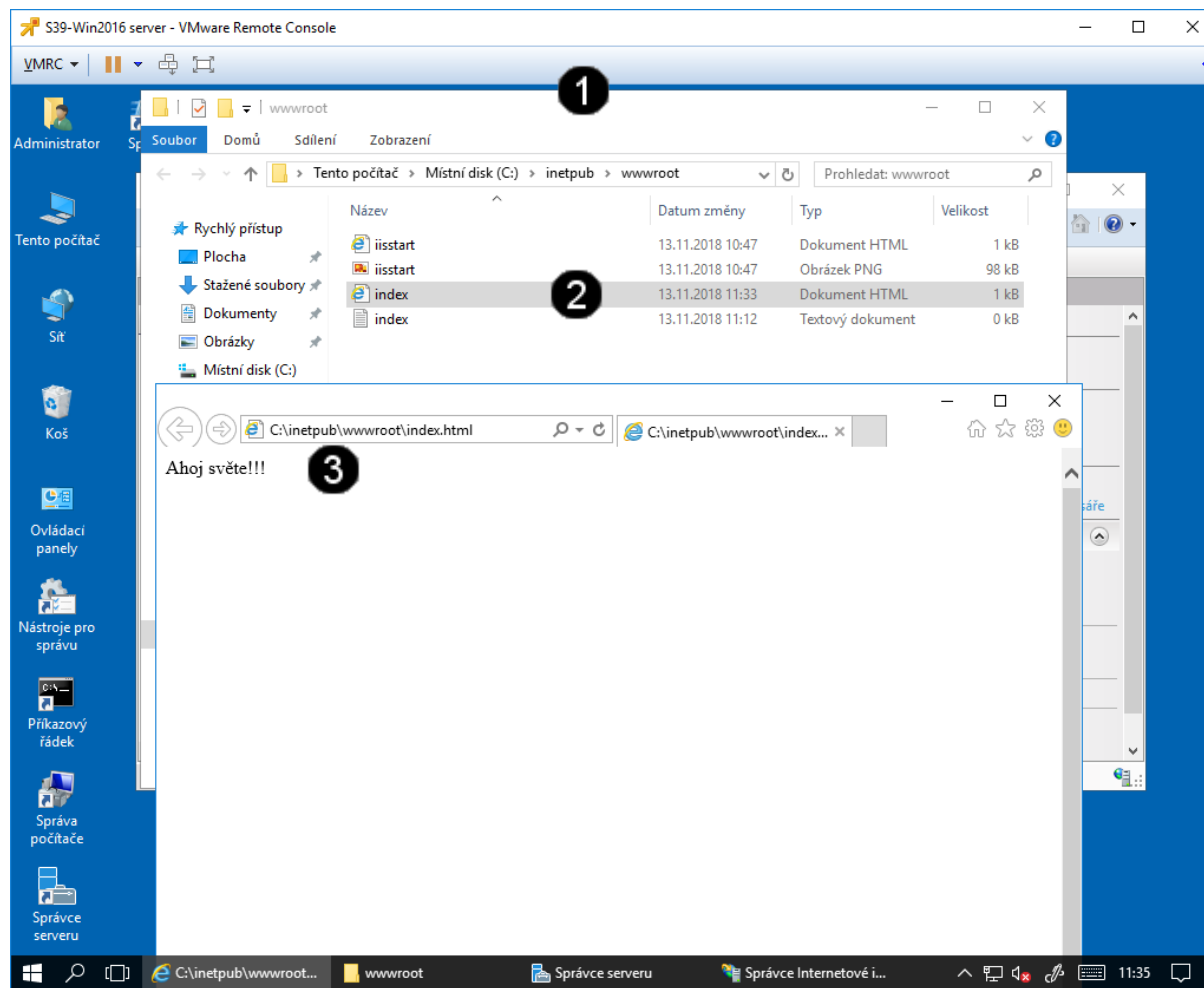 S39-Win2016 server - VMware Remote Console
VMRC
1
wwwroot
Soubor Domů Sdílení Zobrazení
Tento počítač > Místní disk (C:) > inetpub > wwwroot
Prohledat: wwwroot
Název Datum změny Typ Velikost
Rychlý přístup
Plocha
Stažené soubory
Dokumenty
Obrázky
Místní disk (C:)
iisstart 13.11.2018 10:47 Dokument HTML 1 kB
iisstart 13.11.2018 10:47 Obrázek PNG 98 kB
index 13.11.2018 11:33 Dokument HTML 1 kB
2
index 13.11.2018 11:12 Textový dokument 0 kB
C:\inetpub\wwwroot\index.html
C:\inetpub\wwwroot\index...
Ahoj světe!!!
3
sáře
Administrator
Tento počítač
Síť
Koš
Ovládací
panely
Nástroje pro
správu
Příkazový
řádek
Správa
počítače
Správce
serveru
Sp
C:\inetpub\wwwroot...
wwwroot
Správce serveru
Správce Internetové i...
11:35